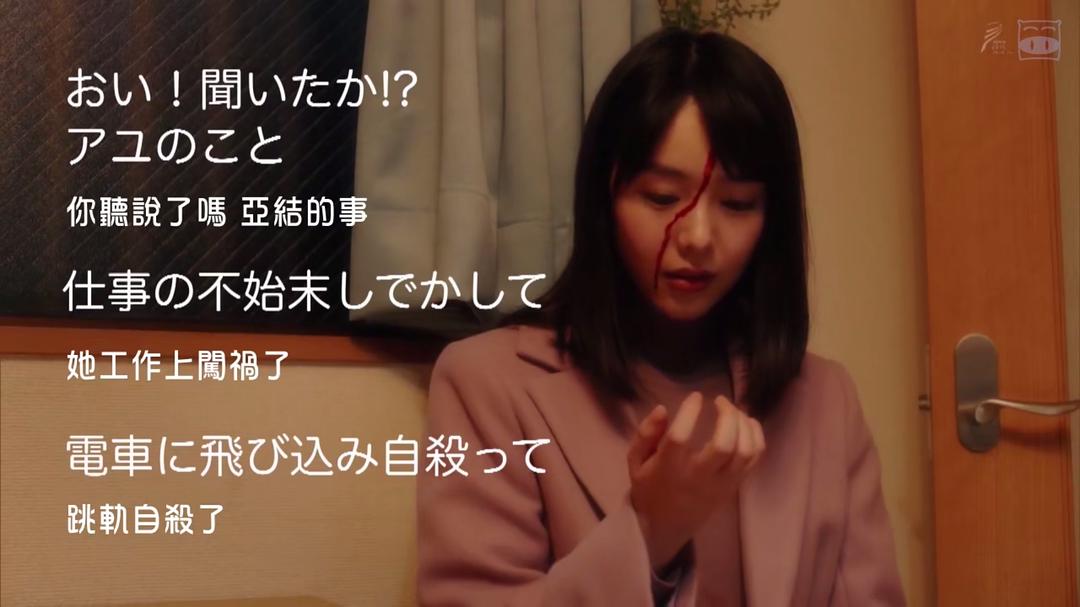 おい！聞いたか!?
アユのこと
你聽說了嗎 亞結的事
仕事の不始末しでかして
她工作上闖禍了
電車に飛び込み自殺って
跳軌自殺了